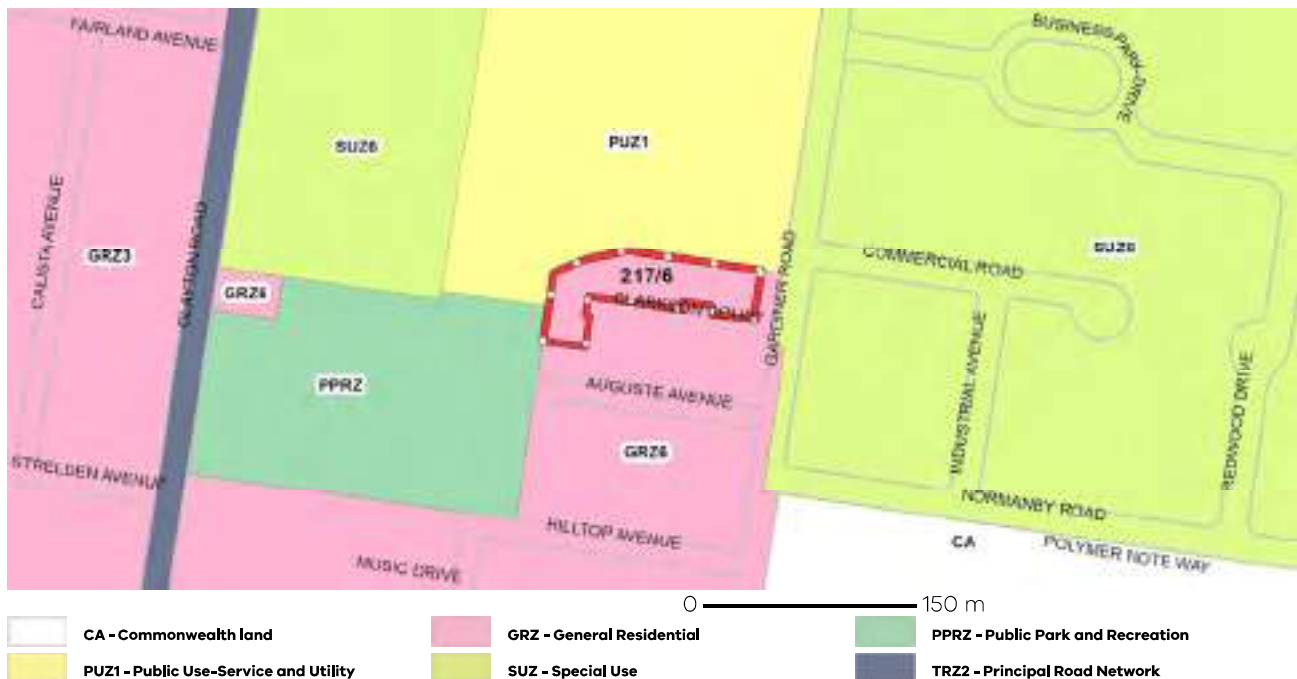 FAIRLAND AVENUE
BUSINESS PARK DRIVE
SUZ6
PUZ1
CALISTA AVENUE
CLAYTON ROAD
GRZ3
GRZ6
217/6
GARDINER ROAD
COMMERCIAL ROAD
SUZ6
PPRZ
AUGUSTE AVENUE
INDUSTRIAL AVENUE
REDWOOD DRIVE
GRZ6
STRELDEN AVENUE
NORMANBY ROAD
HILLTOP AVENUE
CA
POLYMER NOTE WAY
MUSIC DRIVE
0 150 m
CA - Commonwealth land
GRZ - General Residential
PPRZ - Public Park and Recreation
PUZ1 - Public Use-Service and Utility
SUZ - Special Use
TRZ2 - Principal Road Network